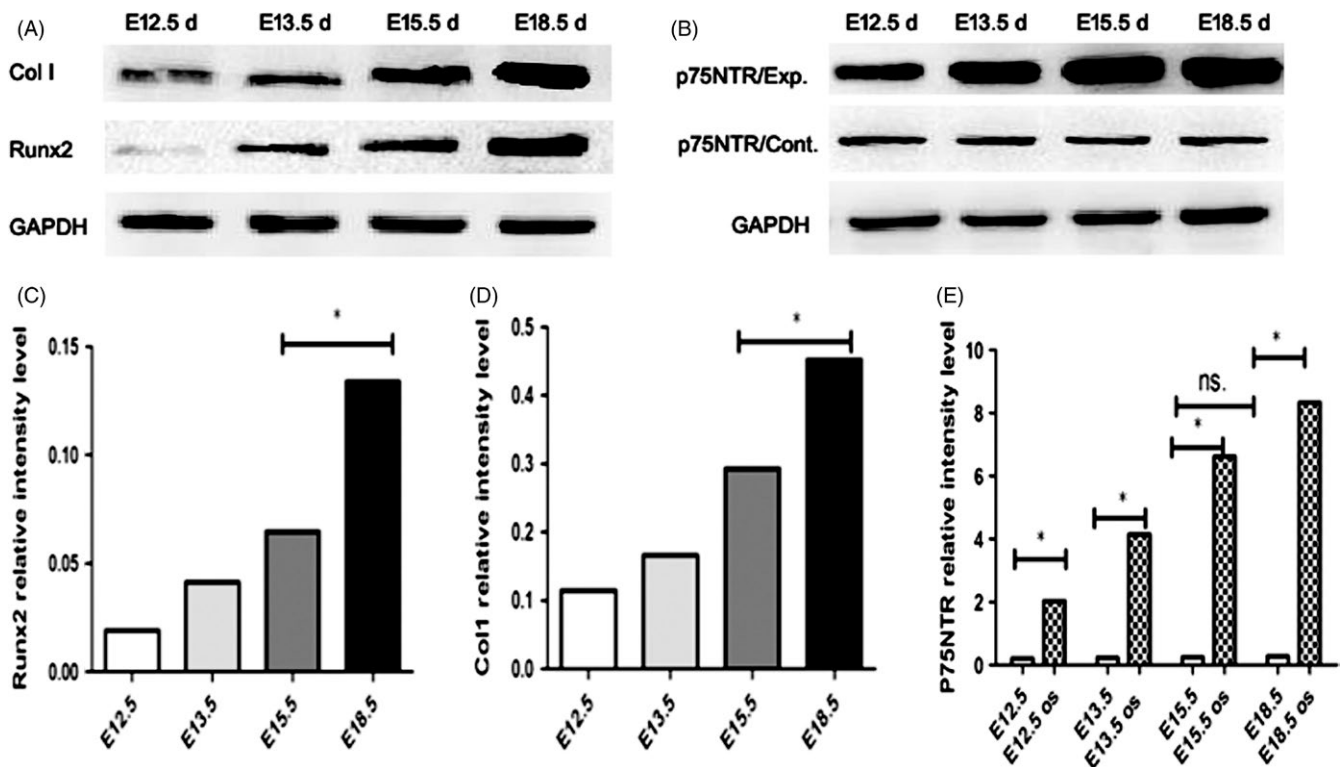 (A)
E12.5 d E13.5 d E15.5 d E18.5 d
Col I
Runx2
GAPDH
(B)
E12.5 d E13.5 d E15.5 d E18.5 d
p75NTR/Exp.
p75NTR/Cont.
GAPDH
(C)
Runx2 relative intensity level
0.15
0.10
0.05
0.00
*
E12.5 E13.5 E15.5 E18.5
(D)
Col1 relative intensity level
0.5
0.4
0.3
0.2
0.1
0.0
*
E12.5 E13.5 E15.5 E18.5
(E)
P75NTR relative intensity level
10
8
6
4
2
0
*
*
ns.
*
*
E12.5 E12.5 os E13.5 E13.5 os E15.5 E15.5 os E18.5 E18.5 os